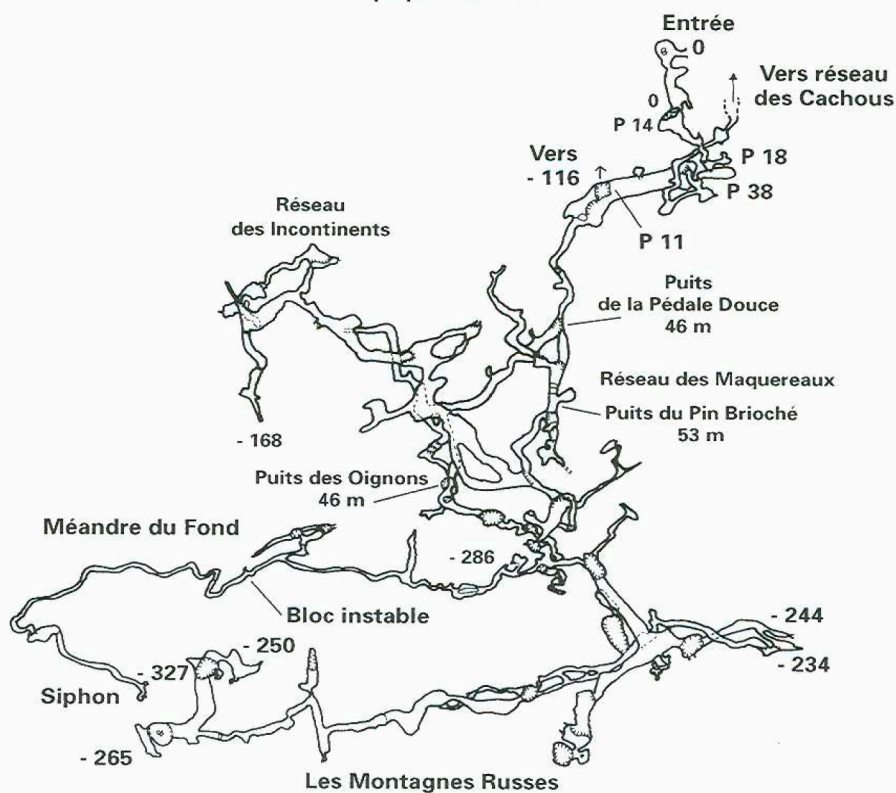 Entrée
0
Vers réseau
des Cachous
0
P 14
Vers
- 116
P 18
P 38
P 11
Réseau
des Incontinents
Puits
de la Pédale Douce
46 m
Réseau des Maquereaux
Puits du Pin Brioché
53 m
- 168
Puits des Oignons
46 m
Méandre du Fond
- 286
Bloc instable
- 244
- 250
- 327
- 234
Siphon
- 265
Les Montagnes Russes